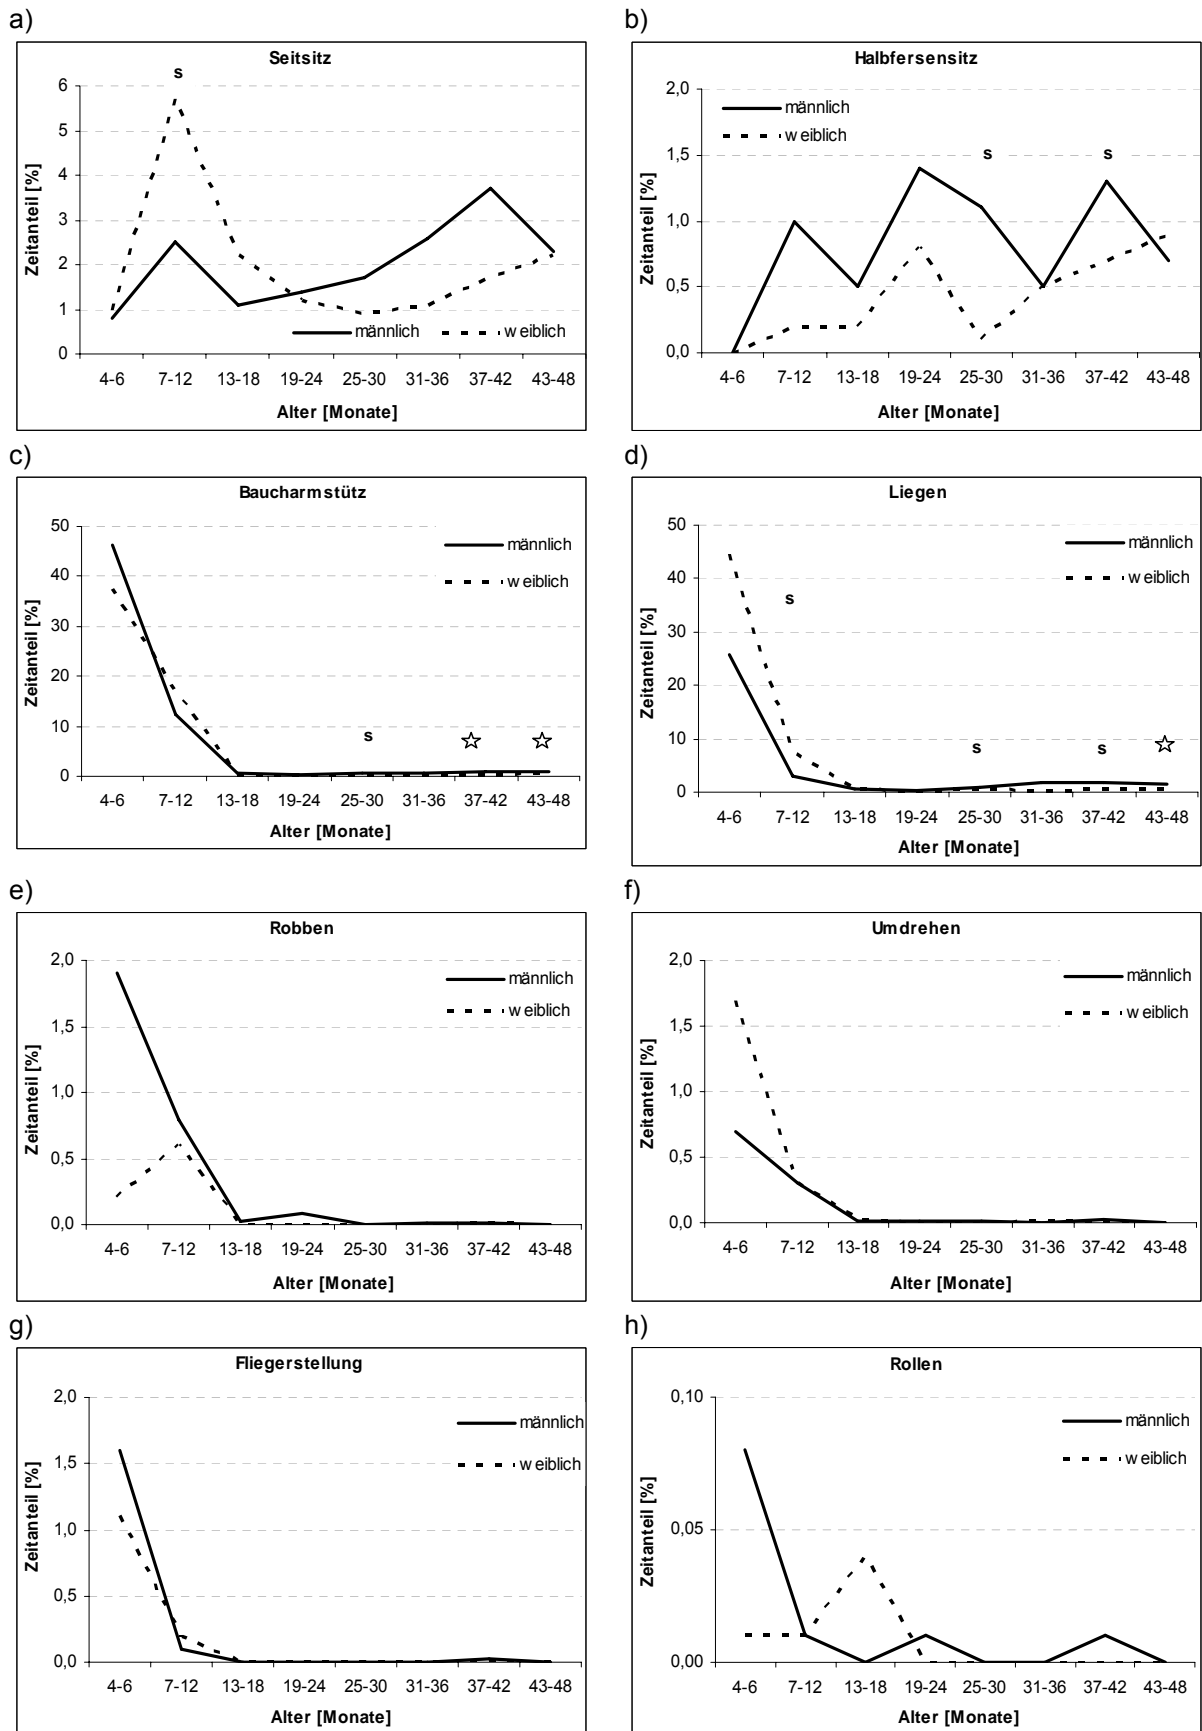 a)
Seitsitz
s
6
5
4
3
2
1
0
Zeitanteil [%]
männlich
weiblich
4-6 7-12 13-18 19-24 25-30 31-36 37-42 43-48
Alter [Monate]
b)
Halbfersensitz
2,0
1,5
1,0
0,5
0,0
Zeitanteil [%]
männlich
weiblich
s s
4-6 7-12 13-18 19-24 25-30 31-36 37-42 43-48
Alter [Monate]
c)
Baucharmstütz
50
40
30
20
10
0
Zeitanteil [%]
männlich
weiblich
s ☆ ☆
4-6 7-12 13-18 19-24 25-30 31-36 37-42 43-48
Alter [Monate]
d)
Liegen
50
40
30
20
10
0
Zeitanteil [%]
männlich
weiblich
s
s s ☆
4-6 7-12 13-18 19-24 25-30 31-36 37-42 43-48
Alter [Monate]
e)
Robben
2,0
1,5
1,0
0,5
0,0
Zeitanteil [%]
männlich
weiblich
4-6 7-12 13-18 19-24 25-30 31-36 37-42 43-48
Alter [Monate]
f)
Umdrehen
2,0
1,5
1,0
0,5
0,0
Zeitanteil [%]
männlich
weiblich
4-6 7-12 13-18 19-24 25-30 31-36 37-42 43-48
Alter [Monate]
g)
Fliegerstellung
2,0
1,5
1,0
0,5
0,0
Zeitanteil [%]
männlich
weiblich
4-6 7-12 13-18 19-24 25-30 31-36 37-42 43-48
Alter [Monate]
h)
Rollen
0,10
0,05
0,00
Zeitanteil [%]
männlich
weiblich
4-6 7-12 13-18 19-24 25-30 31-36 37-42 43-48
Alter [Monate]